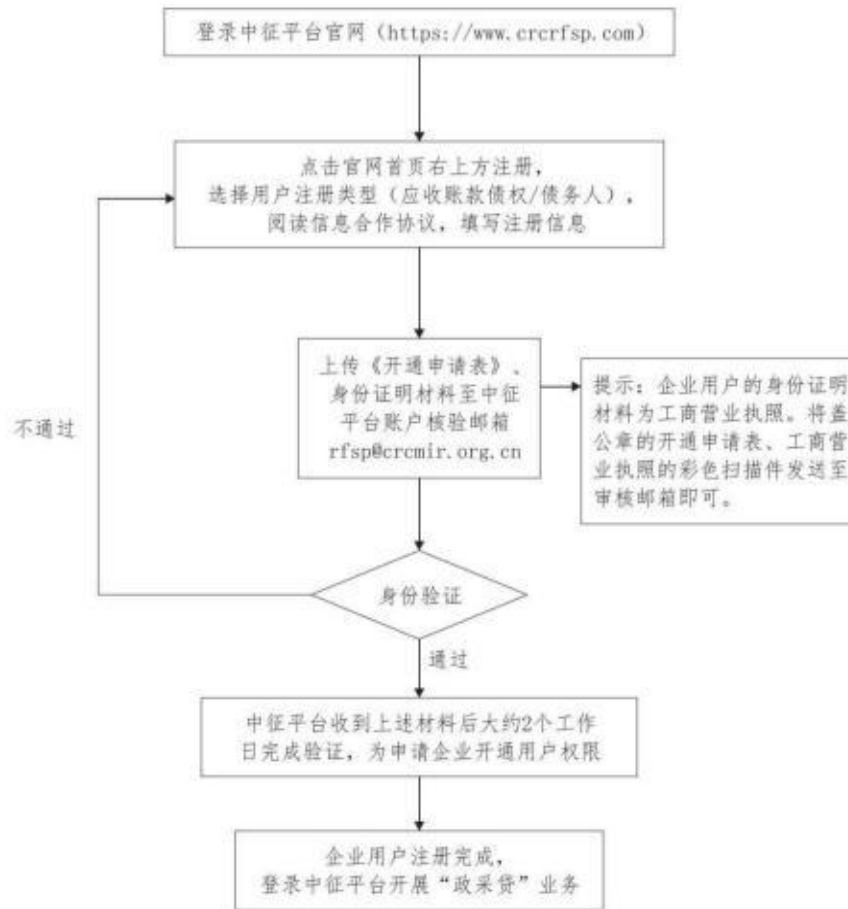 登录中征平台官网（https://www.crcrfsp.com）
点击官网首页右上方注册，
选择用户注册类型（应收账款债权/债务人），
阅读信息合作协议，填写注册信息
上传《开通申请表》、
身份证明材料至中征
平台账户核验邮箱
rfsp@crcmir.org.cn
提示：企业用户的身份证明
材料为工商营业执照。将盖
公章的开通申请表、工商营
业执照的彩色扫描件发送至
审核邮箱即可。
不通过
身份验证
通过
中征平台收到上述材料后大约2个工作
日完成验证，为申请企业开通用户权限
企业用户注册完成，
登录中征平台开展“政采贷”业务